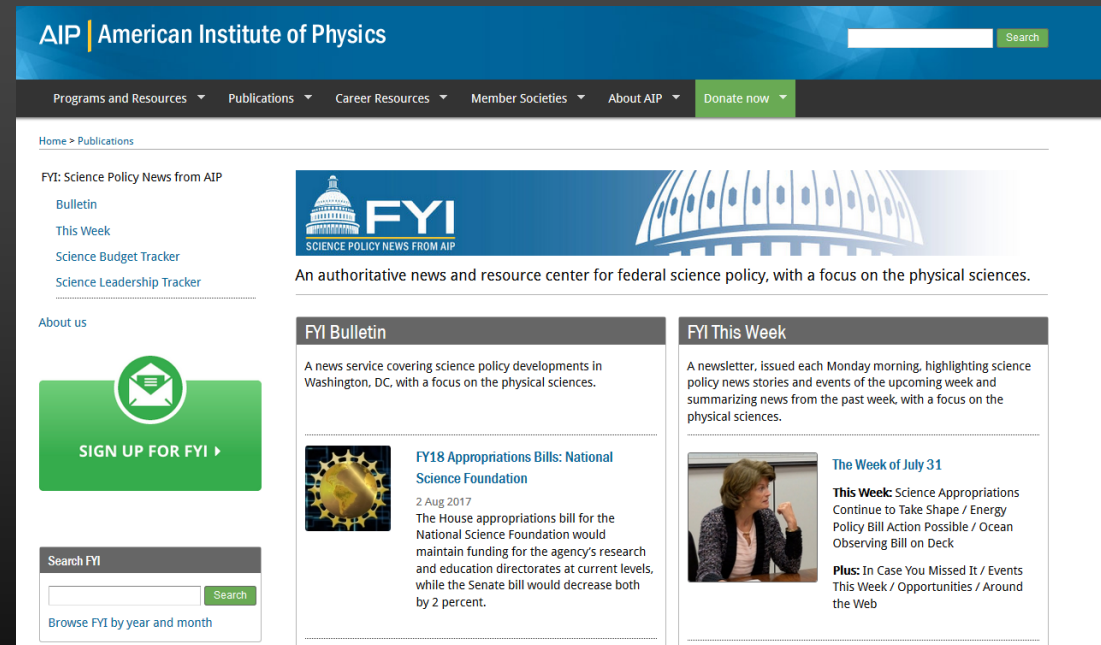 AIP | American Institute of Physics
Search
Programs and Resources
Publications
Career Resources
Member Societies
About AIP
Donate now
Home > Publications
FYI: Science Policy News from AIP
Bulletin
This Week
Science Budget Tracker
Science Leadership Tracker
About us
SIGN UP FOR FYI
Search FYI
Search
Browse FYI by year and month
FYI
SCIENCE POLICY NEWS FROM AIP
An authoritative news and resource center for federal science policy, with a focus on the physical sciences.
FYI Bulletin
A news service covering science policy developments in
Washington, DC, with a focus on the physical sciences.
FY18 Appropriations Bills: National
Science Foundation
2 Aug 2017
The House appropriations bill for the
National Science Foundation would
maintain funding for the agency's research
and education directorates at current levels,
while the Senate bill would decrease both
by 2 percent.
FYI This Week
A newsletter, issued each Monday morning, highlighting science
policy news stories and events of the upcoming week and
summarizing news from the past week, with a focus on the
physical sciences.
The Week of July 31
This Week: Science Appropriations
Continue to Take Shape / Energy
Policy Bill Action Possible / Ocean
Observing Bill on Deck
Plus: In Case You Missed It / Events
This Week / Opportunities / Around
the Web